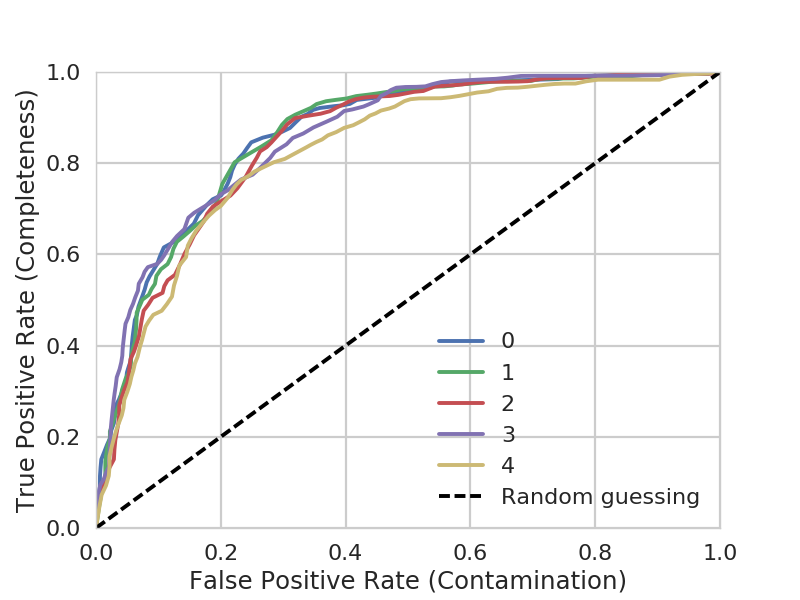 1.0
0.8
0.6
0.4
0.2
0.0
True Positive Rate (Completeness)
0
1
2
3
4
Random guessing
0.0 0.2 0.4 0.6 0.8 1.0
False Positive Rate (Contamination)